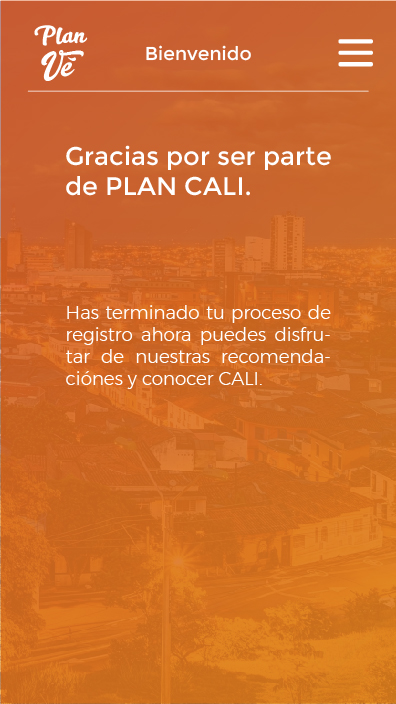 Plan
Vé
Bienvenido
Gracias por ser parte
de PLAN CALI.
Has terminado tu proceso de
registro ahora puedes disfru-
tar de nuestras recomenda-
ciónes y conocer CALI.